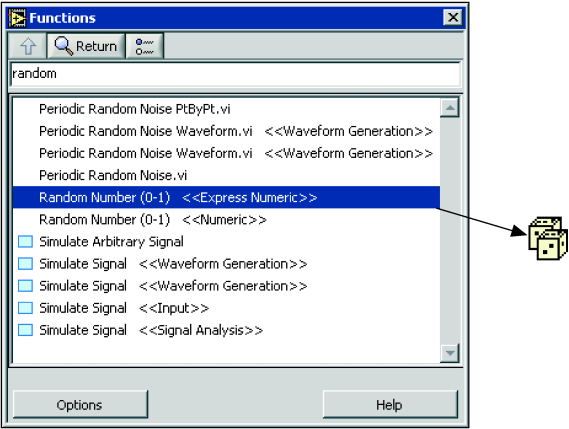 Functions
Return
random
Periodic Random Noise PtByPt.vi
Periodic Random Noise Waveform.vi <<Waveform Generation>>
Periodic Random Noise Waveform.vi <<Waveform Generation>>
Periodic Random Noise.vi
Random Number (0-1) <<Express Numeric>>
Random Number (0-1) <<Numeric>>
Simulate Arbitrary Signal
Simulate Signal <<Waveform Generation>>
Simulate Signal <<Waveform Generation>>
Simulate Signal <<Input>>
Simulate Signal <<Signal Analysis>>
Options Help